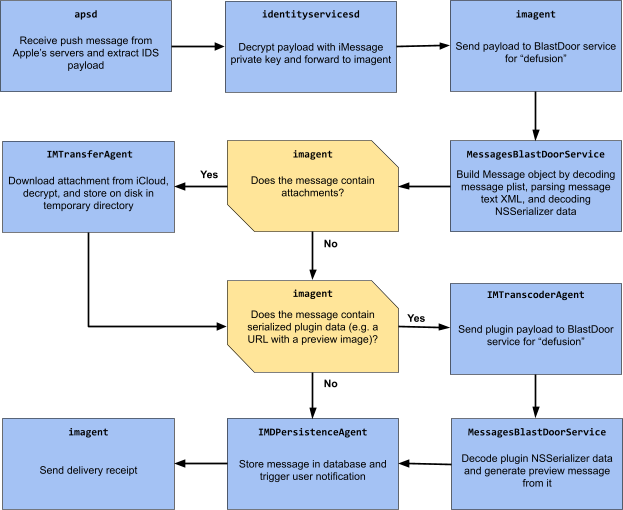 apsd
Receive push message from
Apple's servers and extract IDS
payload
identityservicesd
Decrypt payload with iMessage
private key and forward to imagent
imagent
Send payload to BlastDoor service
for “defusion”
IMTransferAgent
Download attachment from iCloud,
decrypt, and store on disk in
temporary directory
Yes
imagent
Does the message contain
attachments?
MessagesBlastDoorService
Build Message object by decoding
message plist, parsing message
text XML, and decoding
NSSerializer data
No
imagent
Does the message contain
serialized plugin data (e.g. a
URL with a preview image)?
Yes
IMTranscoderAgent
Send plugin payload to BlastDoor
service for “defusion”
No
imagent
Send delivery receipt
IMDPersistenceAgent
Store message in database and
trigger user notification
MessagesBlastDoorService
Decode plugin NSSerializer data
and generate preview message
from it